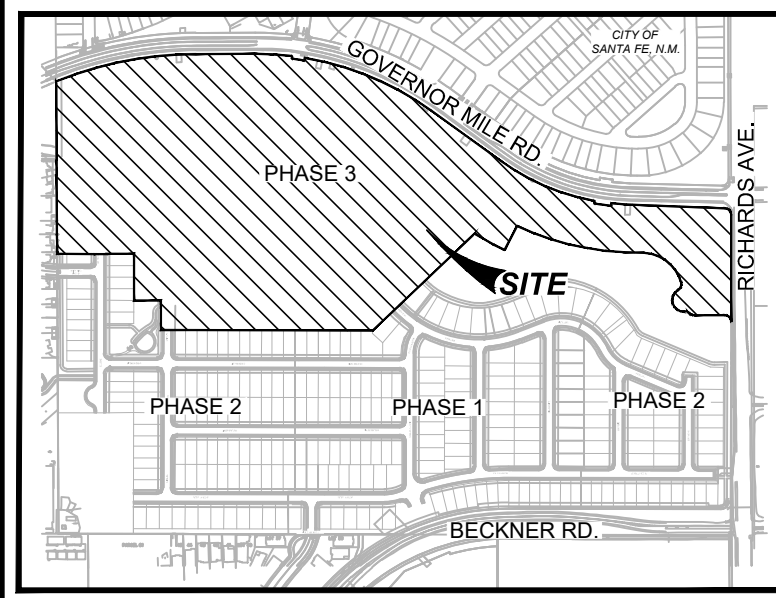 CITY OF
SANTA FE, N.M.
GOVERNOR MILE RD.
PHASE 3
RICHARDS AVE.
SITE
PHASE 2
PHASE 1
PHASE 2
BECKNER RD.